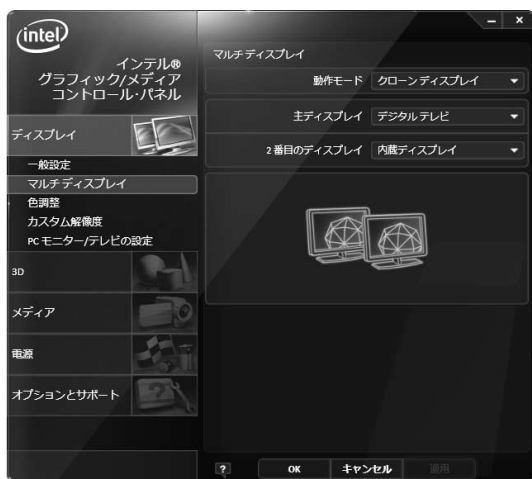 intel
インテル®
グラフィック/メディア
コントロール・パネル
ディスプレイ
一般設定
マルチディスプレイ
色調整
カスタム解像度
PCモニター/テレビの設定
3D
メディア
電源
オプションとサポート
マルチディスプレイ
動作モード クローンディスプレイ
主ディスプレイ デジタルテレビ
2番目のディスプレイ 内蔵ディスプレイ
? OK キャンセル 適用